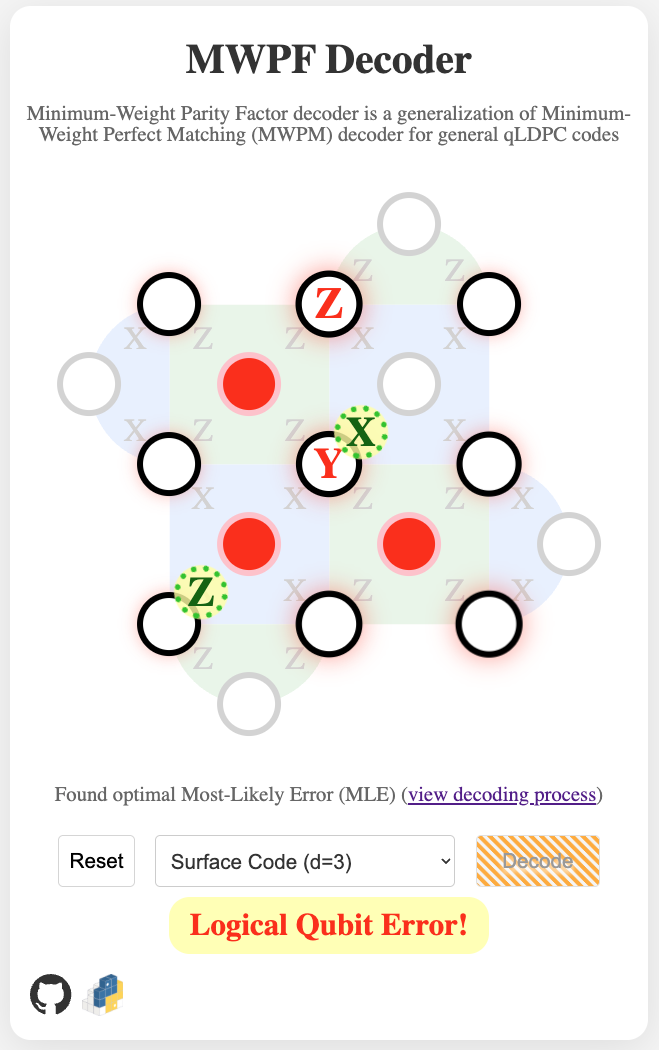 MWPF Decoder
Minimum-Weight Parity Factor decoder is a generalization of Minimum-
Weight Perfect Matching (MWPM) decoder for general qLDPC codes
Z Z
Z
X Z Z X X
X
X Z Z X
Y
X X Z Z X
Z
X Z Z X
Z Z
Found optimal Most-Likely Error (MLE) (view decoding process)
Reset Surface Code (d=3) Decode
Logical Qubit Error!